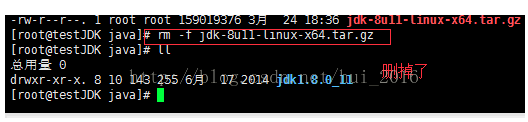 -rw-r--r--. 1 root root 159019376 3月  24 18:36 jdk-8u11-linux-x64.tar.gz
[root@testJDK java]# rm -f jdk-8u11-linux-x64.tar.gz
[root@testJDK java]# ll
总用量 0
drwxr-xr-x. 8 10 143 255 6月  17 2014 jdk1.8.0_11
删掉了
[root@testJDK java]#